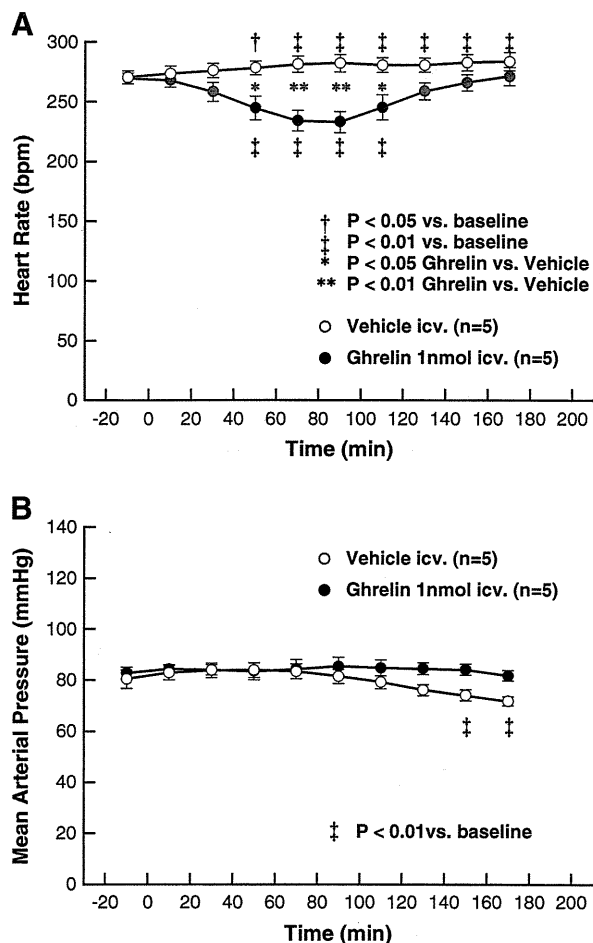 A
† ‡ ‡ ‡ ‡ ‡ ‡
* ** ** *
‡ ‡ ‡ ‡
300
250
200
150
100
50
0
Heart Rate (bpm)
† P < 0.05 vs. baseline
‡ P < 0.01 vs. baseline
* P < 0.05 Ghrelin vs. Vehicle
** P < 0.01 Ghrelin vs. Vehicle
Vehicle icv. (n=5)
Ghrelin 1nmol icv. (n=5)
-20 0 20 40 60 80 100 120 140 160 180 200
Time (min)
B
140
120
100
80
60
40
20
0
Mean Arterial Pressure (mmHg)
Vehicle icv. (n=5)
Ghrelin 1nmol icv. (n=5)
‡ ‡
‡ P < 0.01vs. baseline
-20 0 20 40 60 80 100 120 140 160 180 200
Time (min)